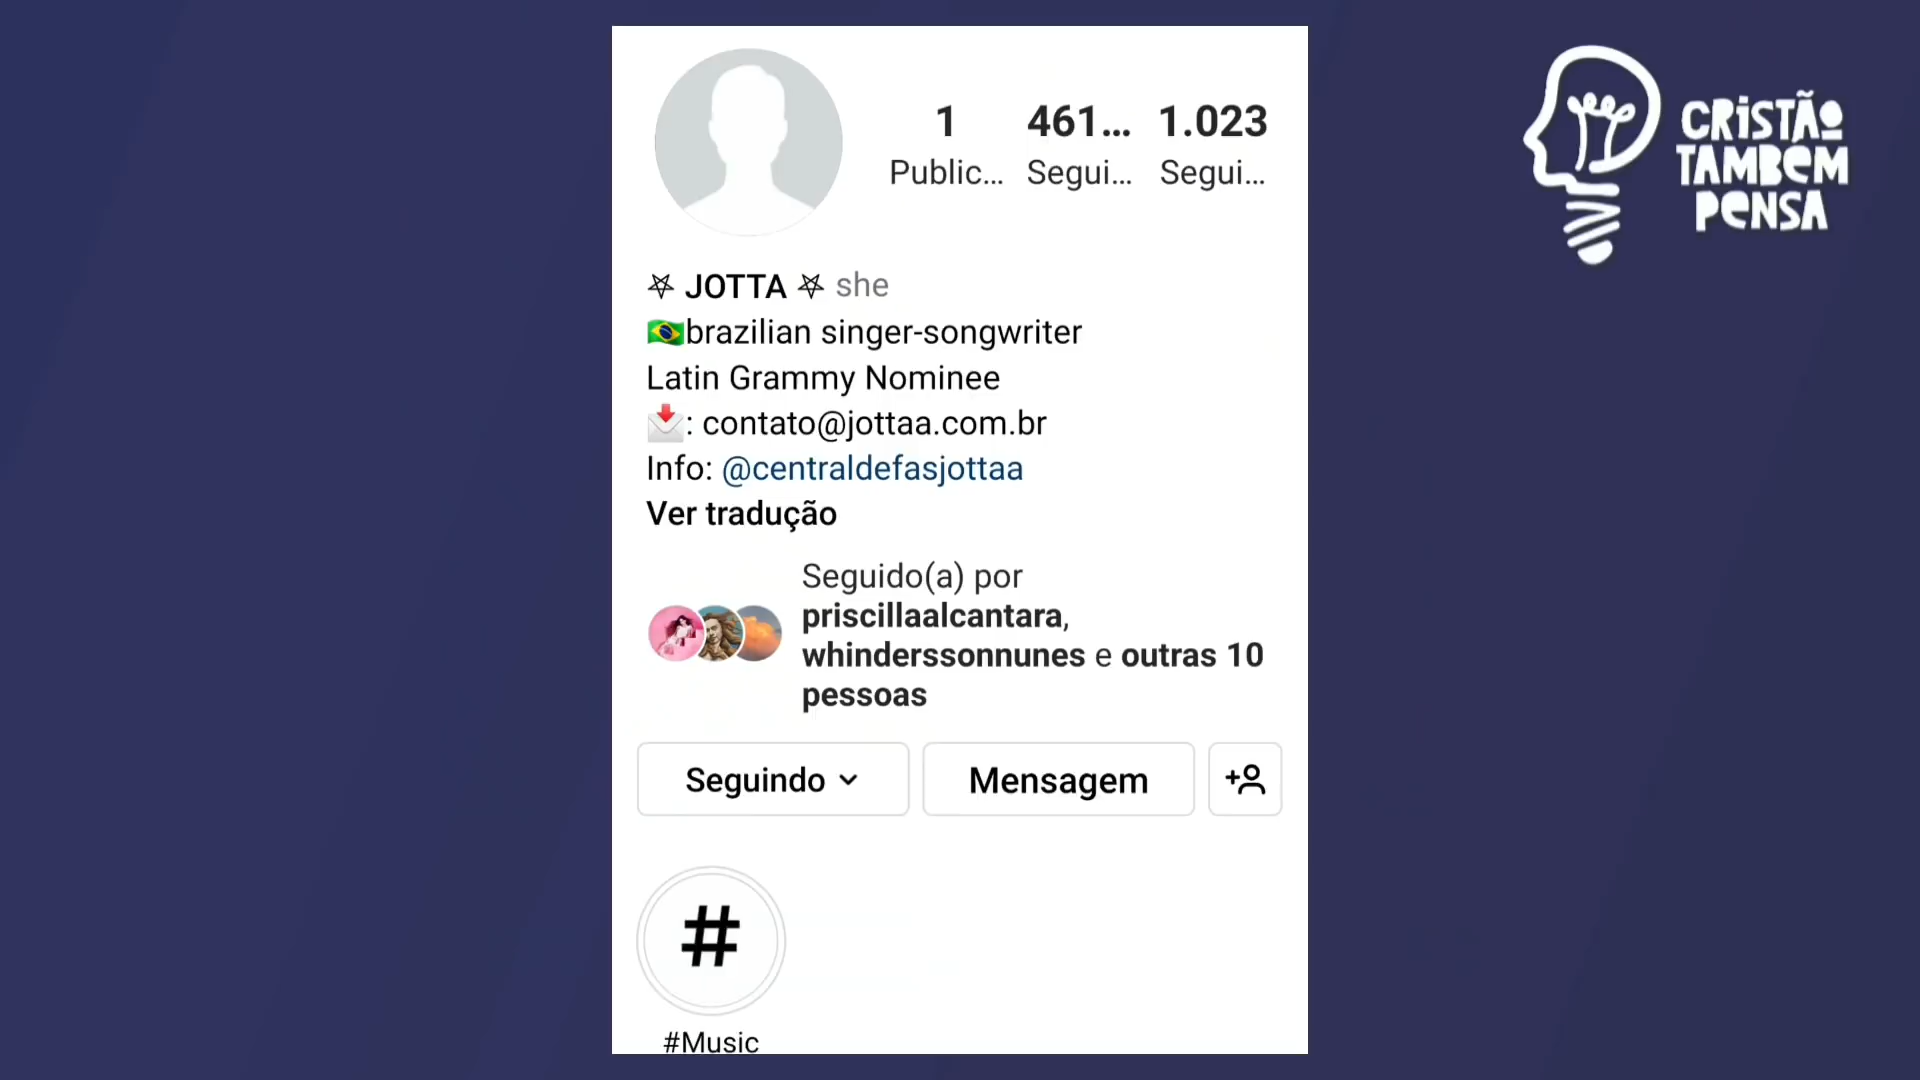 1 461... 1.023
Public... Segui... Segui...
CRISTÃO
TAMBÉM
PENSA
⛧ JOTTA ⛧ she
🇧🇷brazilian singer-songwriter
Latin Grammy Nominee
📩: contato@jottaa.com.br
Info: @centraldefasjottaa
Ver tradução
Seguido(a) por
priscillaalcantara,
whinderssonnunes e outras 10
pessoas
Seguindo
Mensagem
#
#Music